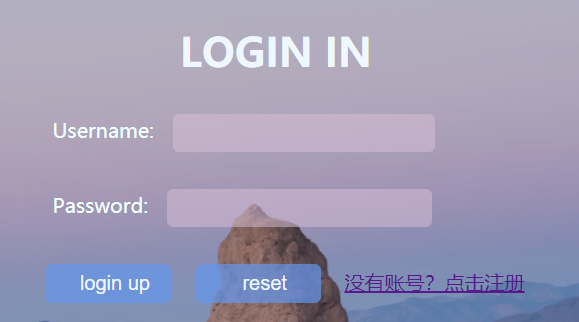 LOGIN IN
Username:
Password:
login up reset 没有账号？点击注册